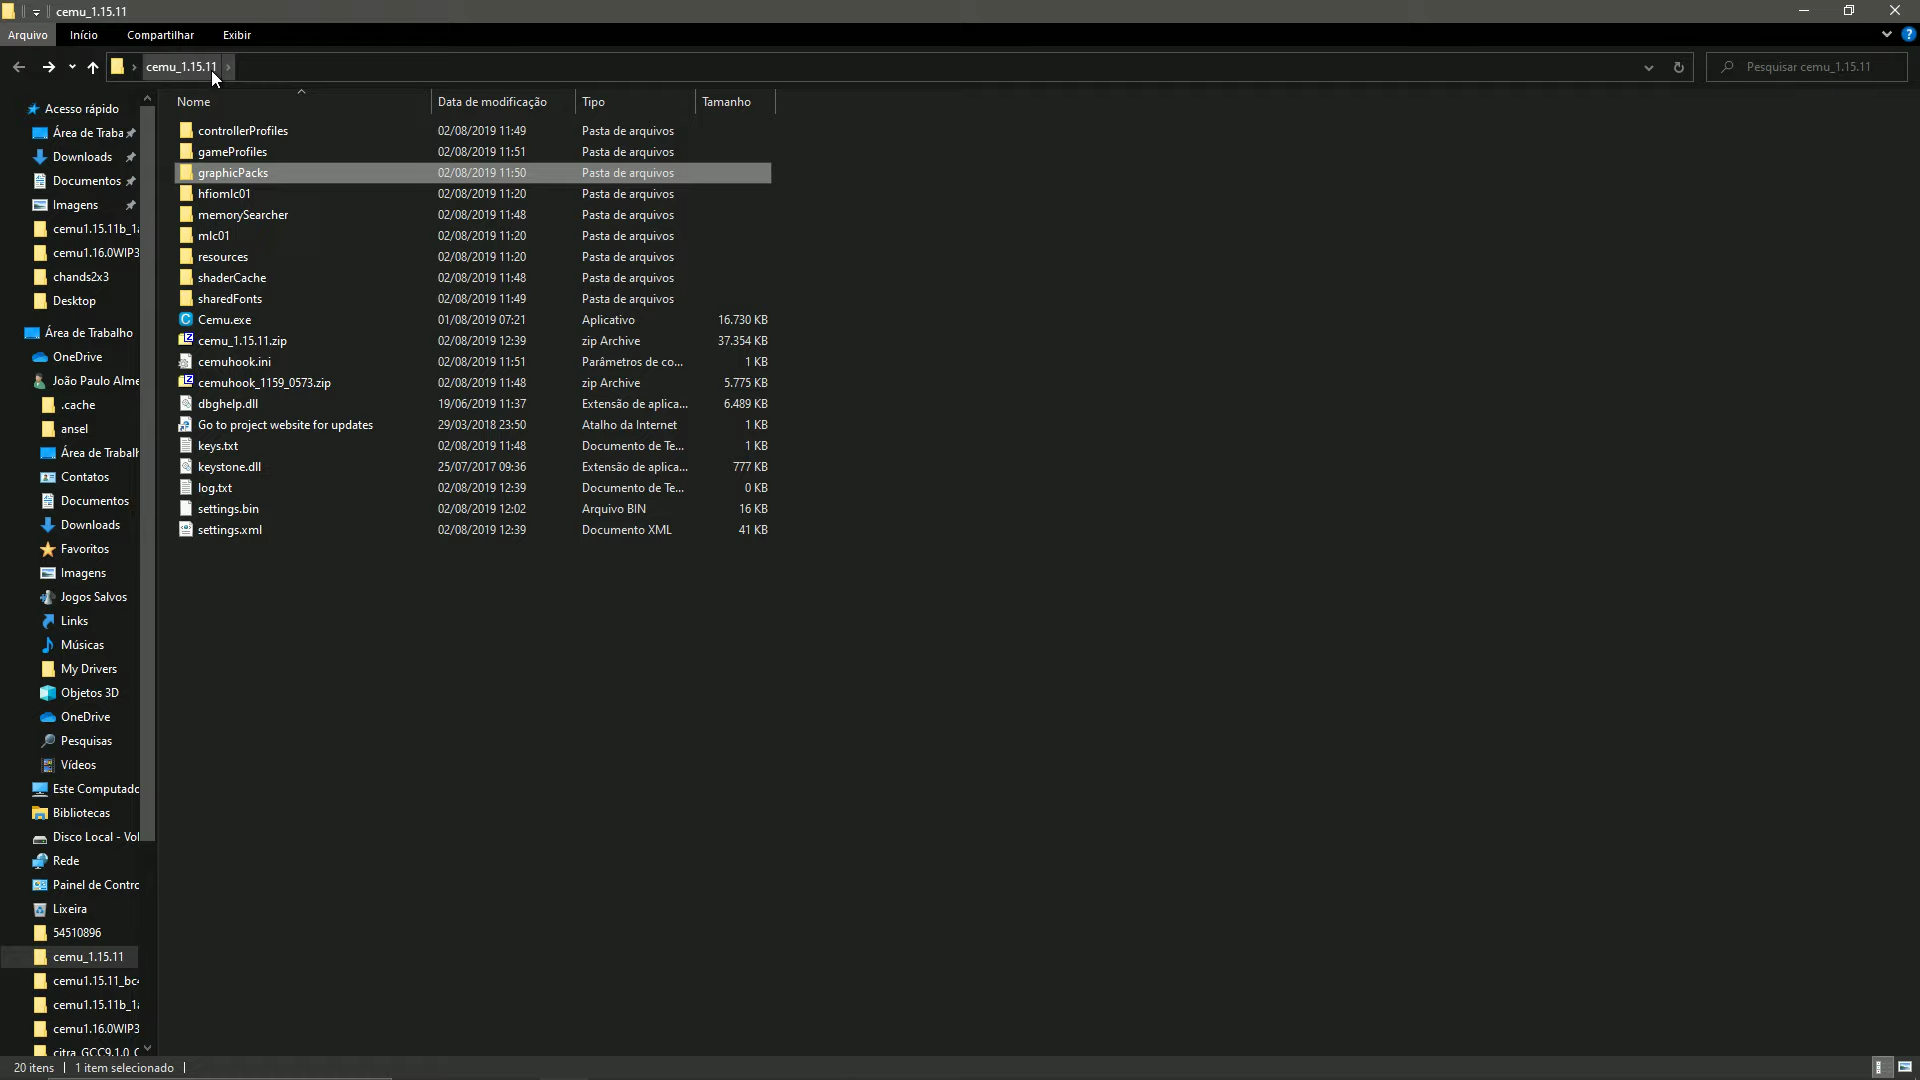 cemu_1.15.11
Arquivo Início Compartilhar Exibir
cemu_1.15.11 Pesquisar cemu_1.15.11
Nome Data de modificação Tipo Tamanho
controllerProfiles 02/08/2019 11:49 Pasta de arquivos
gameProfiles 02/08/2019 11:51 Pasta de arquivos
graphicPacks 02/08/2019 11:50 Pasta de arquivos
hfiomlc01 02/08/2019 11:20 Pasta de arquivos
memorySearcher 02/08/2019 11:48 Pasta de arquivos
mlc01 02/08/2019 11:20 Pasta de arquivos
resources 02/08/2019 11:20 Pasta de arquivos
shaderCache 02/08/2019 11:48 Pasta de arquivos
sharedFonts 02/08/2019 11:49 Pasta de arquivos
Cemu.exe 01/08/2019 07:21 Aplicativo 16.730 KB
cemu_1.15.11.zip 02/08/2019 12:39 zip Archive 37.354 KB
cemuhook.ini 02/08/2019 11:51 Parâmetros de co... 1 KB
cemuhook_1159_0573.zip 02/08/2019 11:48 zip Archive 5.775 KB
dbghelp.dll 19/06/2019 11:37 Extensão de aplica... 6.489 KB
Go to project website for updates 29/03/2018 23:50 Atalho da Internet 1 KB
keys.txt 02/08/2019 11:48 Documento de Te... 1 KB
keystone.dll 25/07/2017 09:36 Extensão de aplica... 777 KB
log.txt 02/08/2019 12:39 Documento de Te... 0 KB
settings.bin 02/08/2019 12:02 Arquivo BIN 16 KB
settings.xml 02/08/2019 12:39 Documento XML 41 KB
Acesso rápido
Área de Traba
Downloads
Documentos
Imagens
cemu1.15.11b_1
cemu1.16.0WIP3
chands2x3
Desktop
Área de Trabalho
OneDrive
João Paulo Alme
.cache
ansel
Área de Trabalh
Contatos
Documentos
Downloads
Favoritos
Imagens
Jogos Salvos
Links
Músicas
My Drivers
Objetos 3D
OneDrive
Pesquisas
Vídeos
Este Computado
Bibliotecas
Disco Local - Vol
Rede
Painel de Contro
Lixeira
54510896
cemu_1.15.11
cemu1.15.11_bc4
cemu1.15.11b_1
cemu1.16.0WIP3
citra_GCC9.1.0_
20 itens 1 item selecionado